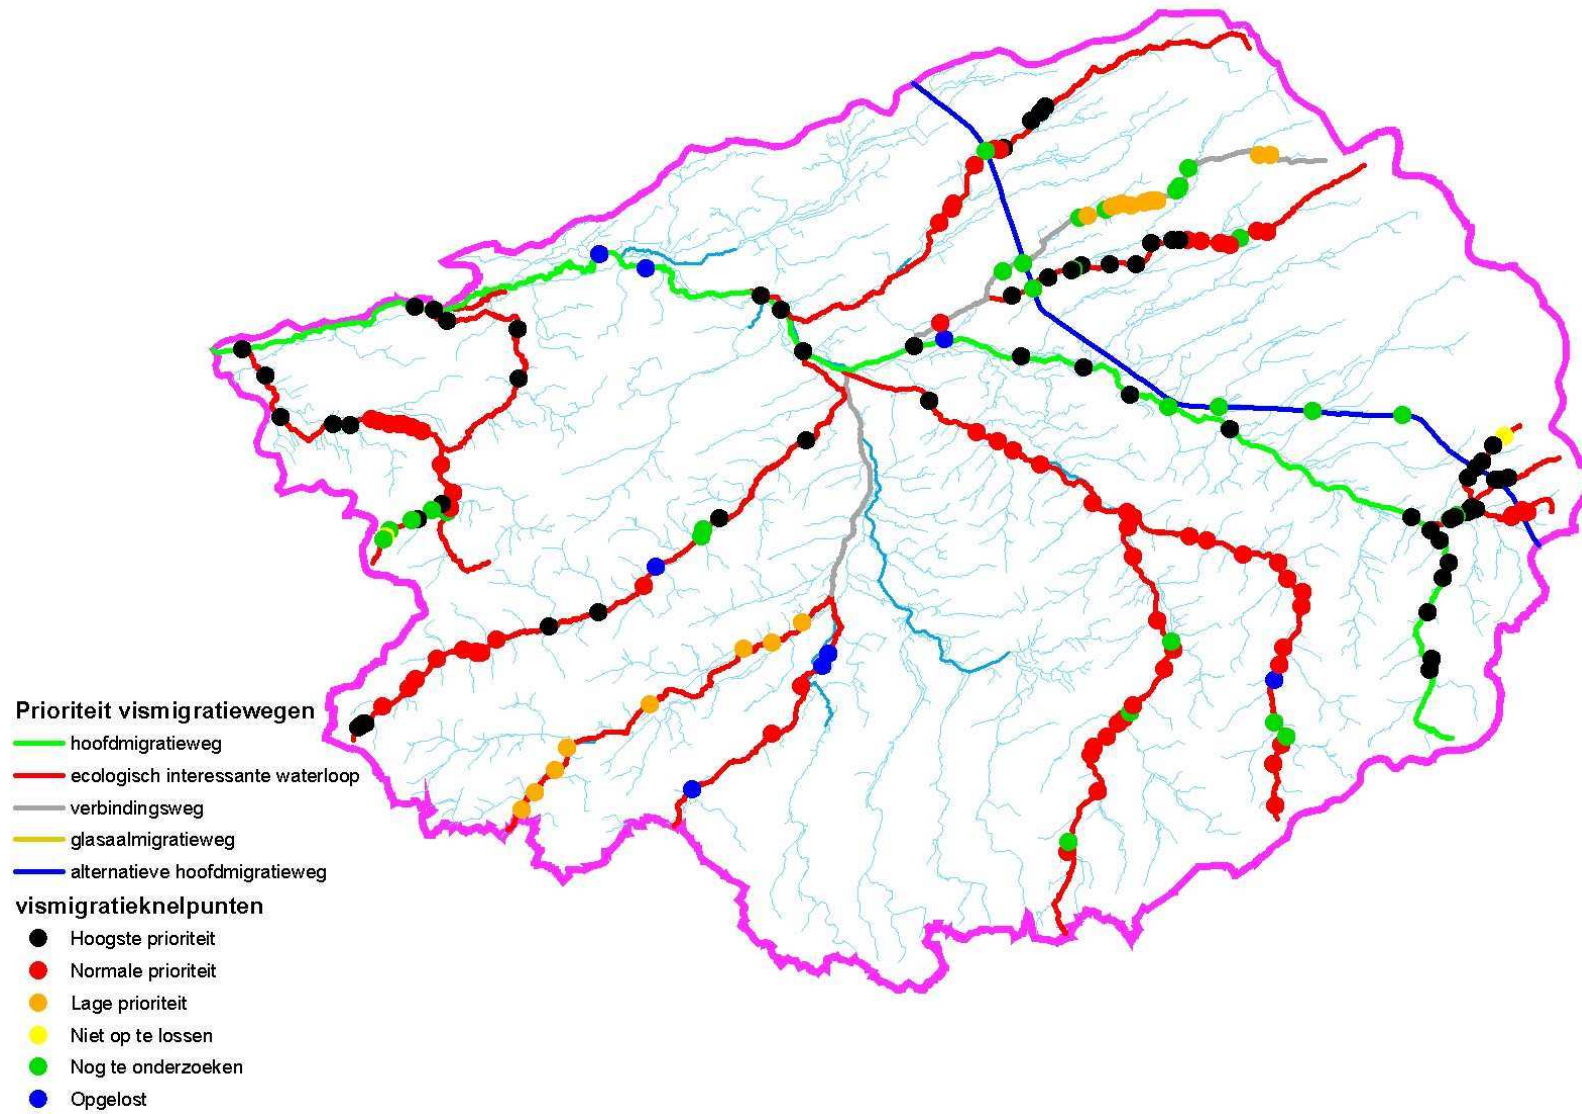 Prioriteit vismigratiewegen
hoofdmigratieweg
ecologisch interessante waterloop
verbindingsweg
glasaalmigratieweg
alternatieve hoofdmigratieweg
vismigratieknelpunten
Hoogste prioriteit
Normale prioriteit
Lage prioriteit
Niet op te lossen
Nog te onderzoeken
Opgelost